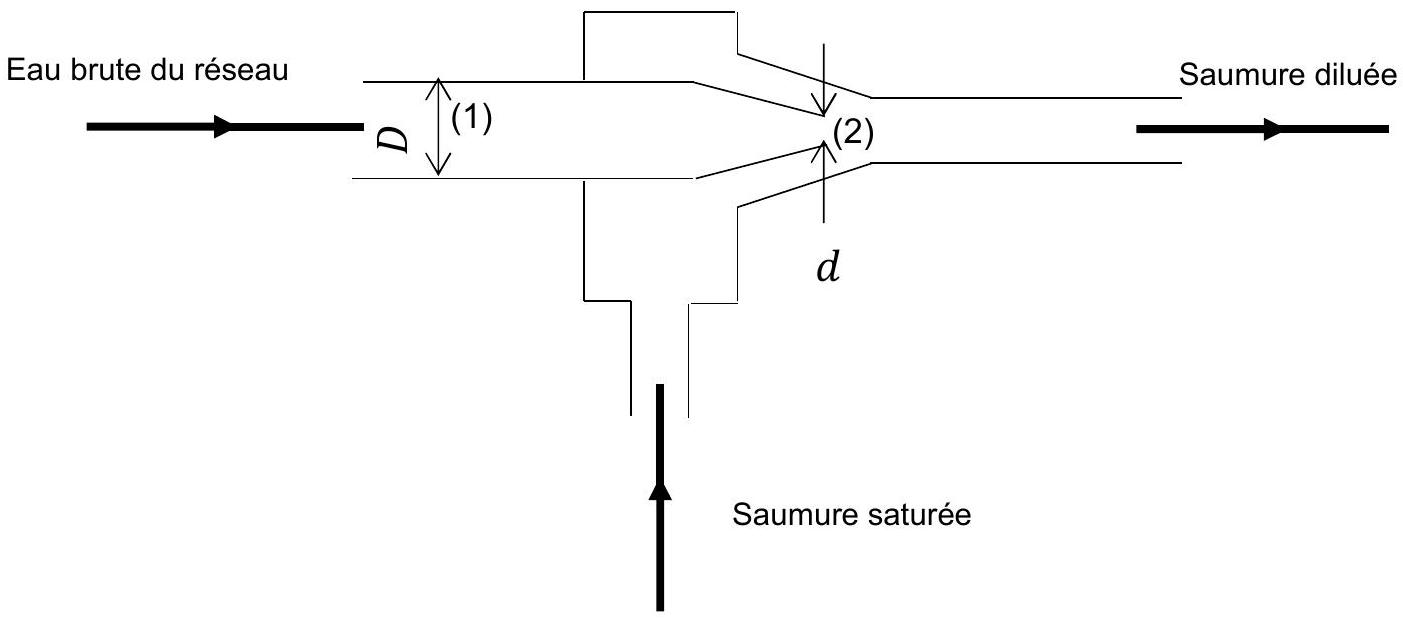 Eau brute du réseau
Saumure diluée
D
(1)
(2)
d
Saumure saturée